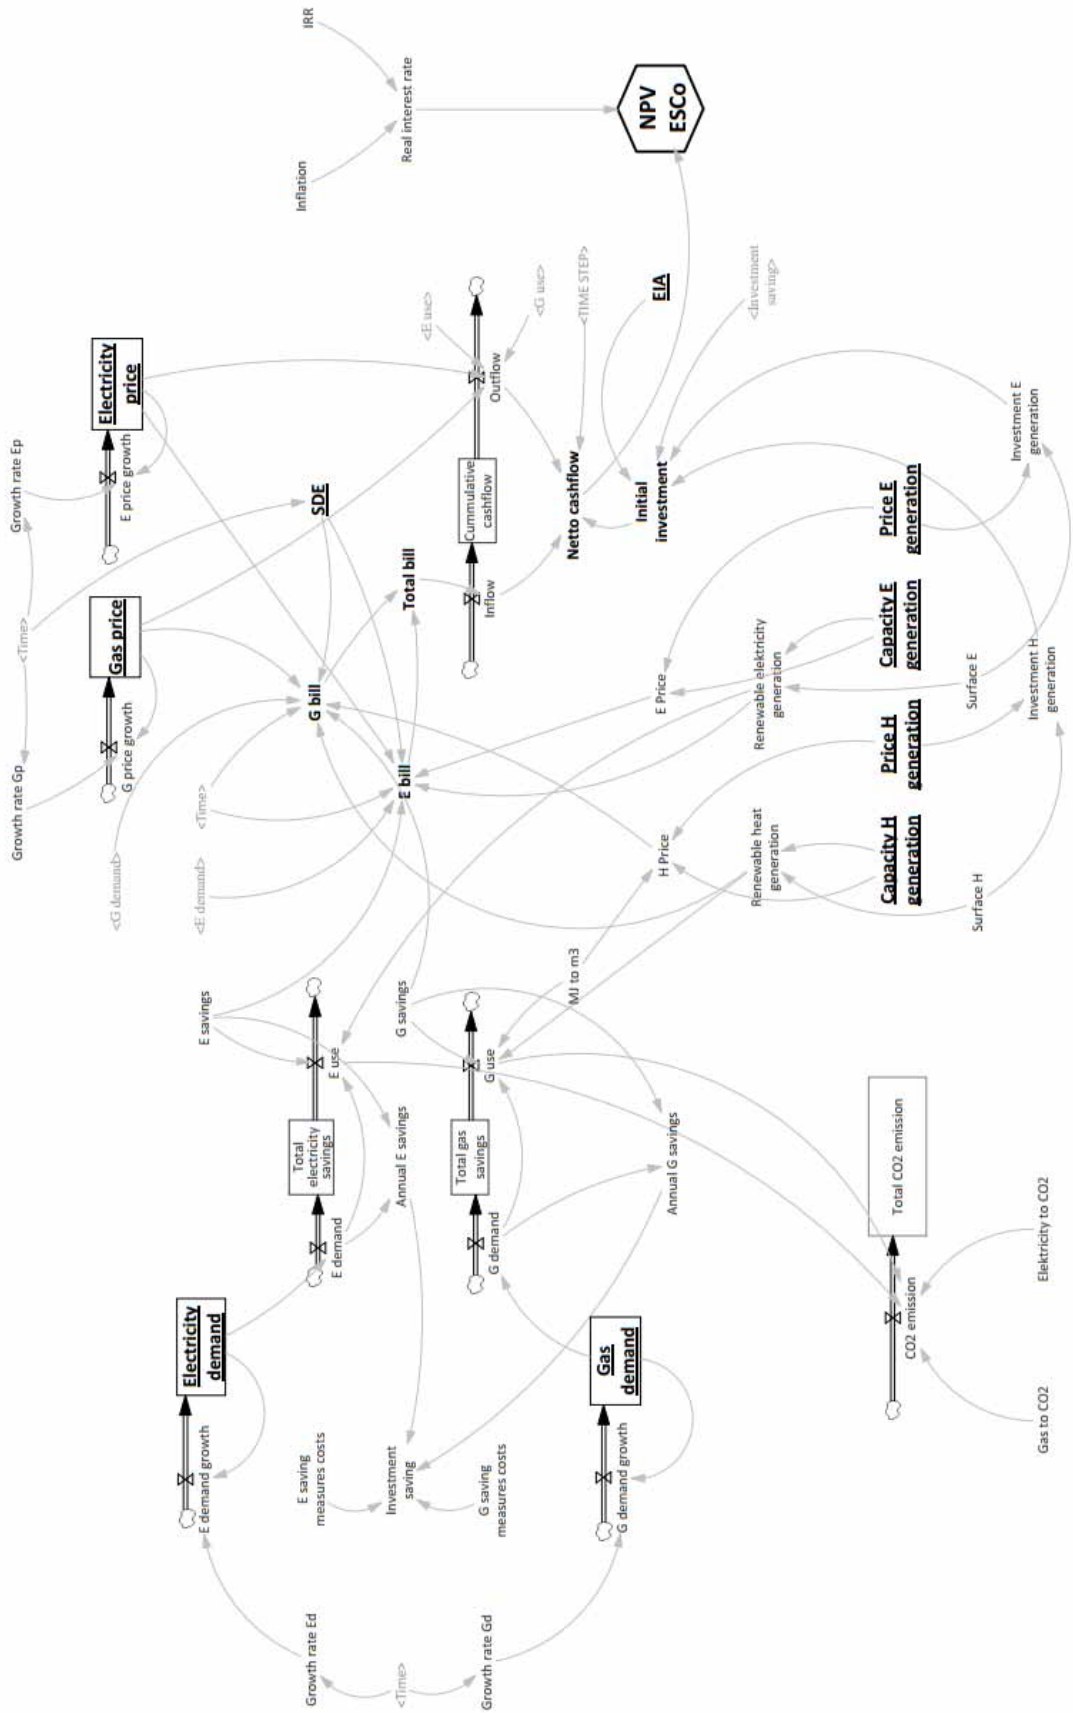 Growth rate Gp
<Time>
Growth rate Ep
Gas price
Electricity
price
G price growth
E price growth
<G demand>
Electricity
demand
E demand growth
E savings
<E demand>
<Time>
Inflation
IRR
Growth rate Ed
E saving
measures costs
Total
electricity
savings
E demand
E use
G bill
SDE
<Time>
Investment
saving
Annual E savings
G savings
E bill
Total bill
Real interest rate
<E use>
Growth rate Gd
G saving
measures costs
Total gas
savings
G demand
G use
Cummulative
cashflow
Inflow
Outflow
<G use>
Gas
demand
G demand growth
MJ to m3
Netto cashflow
<TIME STEP>
Annual G savings
H Price
E Price
Initial
investment
EIA
NPV
ESCo
Renewable heat
generation
Renewable elektricity
generation
<Investment
saving>
Total CO2 emission
CO2 emission
Capacity H
generation
Price H
generation
Capacity E
generation
Price E
generation
Surface H
Surface E
Gas to CO2
Elektricity to CO2
Investment H
generation
Investment E
generation